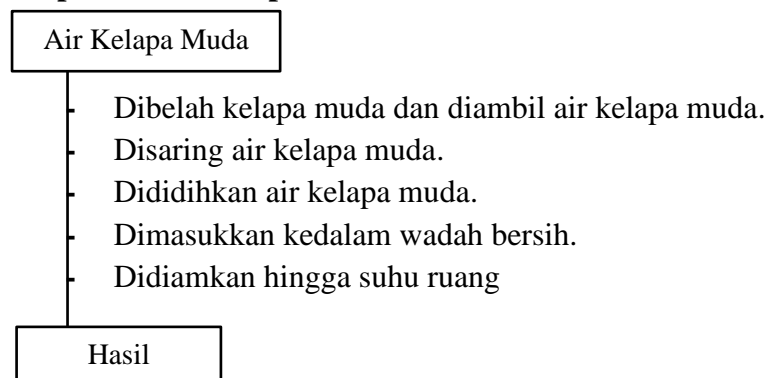 Air Kelapa Muda
- Dibelah kelapa muda dan diambil air kelapa muda.
- Disaring air kelapa muda.
- Dididihkan air kelapa muda.
- Dimasukkan kedalam wadah bersih.
- Didiamkan hingga suhu ruang
Hasil